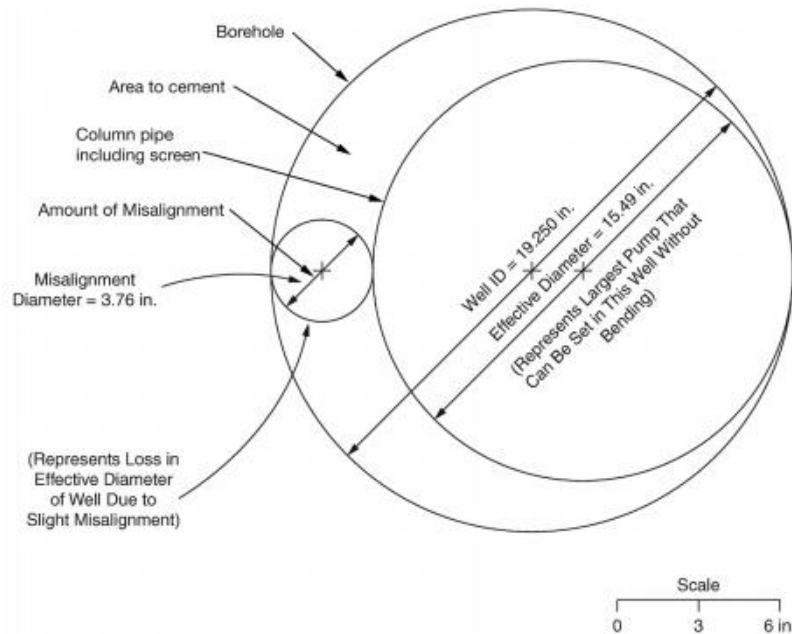 Borehole
Area to cement
Column pipe
including screen
Amount of Misalignment
Misalignment
Diameter = 3.76 in.
Well ID = 19.250 in.
Effective Diameter = 15.49 in.
(Represents Largest Pump That
Can Be Set in This Well Without
Bending)
(Represents Loss in
Effective Diameter
of Well Due to
Slight Misalignment)
Scale
0 3 6 in